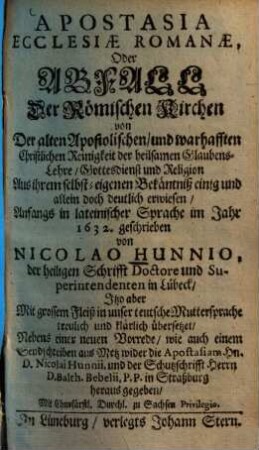 APOSTASIA
ECCLESIÆ ROMANÆ,
Oder
ABFALL
Der Römischen Kirchen
von
Der alten Apostolischen/ und warhafften
Christlichen Reinigkeit der heilsamen Glaubens-
Lehre/ Gottesdienst und Religion
Aus ihrem selbst-eigenen Bekäntniß einig und
allein doch deutlich erwiesen/
Anfangs in lateinischer Sprache im Jahr
1632. geschrieben
von
NICOLAO HUNNIO,
der heiligen Schrifft Doctore und Su-
perintendenten in Lübeck/
Itzo aber
Mit grossem Fleiß in unser teutsche Muttersprache
treulich und klärlich übersetzet/
Nebens einer neuen Vorrede/ wie auch einem
Sendschreiben aus Metz wider die Apostasiam Hn.
D. Nicolai Hunnii, und der Schutzschrifft Herrn
D. Balth. Bebelii, P. P. in Straßburg
heraus gegeben/
Mit Churfürstl. Durchl. zu Sachsen Privilegio.
In Lüneburg/ verlegts Johann Stern.